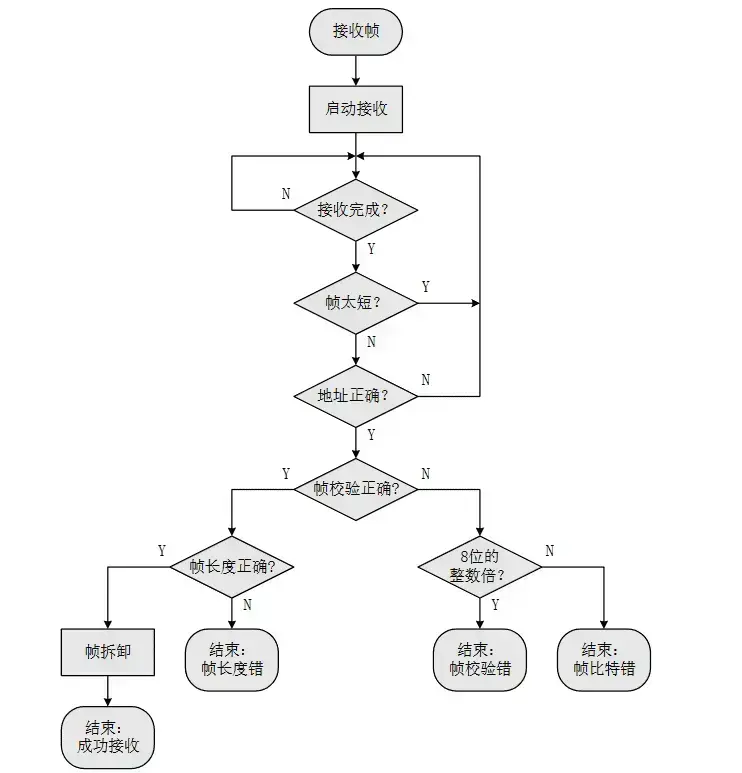 接收帧
启动接收
N
接收完成？
Y
帧太短？
Y
N
地址正确？
N
Y
Y
帧校验正确？
N
Y
帧长度正确？
8位的
整数倍？
N
N
Y
帧拆卸
结束：
帧长度错
结束：
帧校验错
结束：
帧比特错
结束：
成功接收